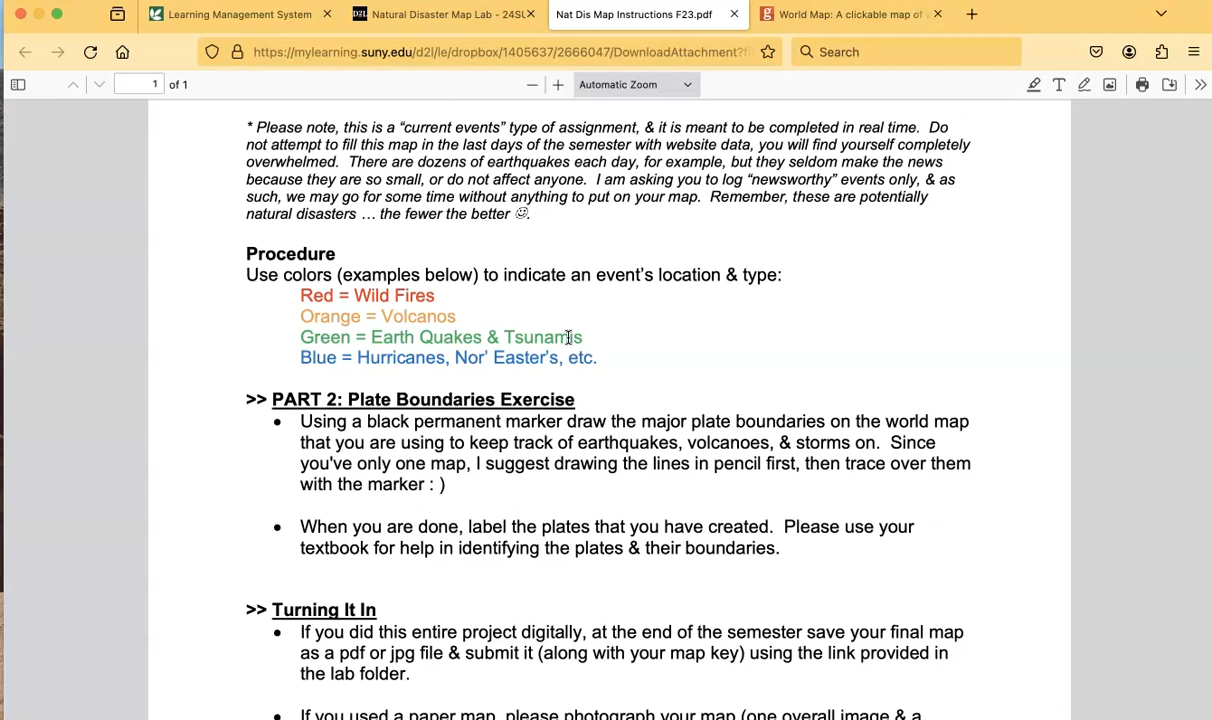 Learning Management System
Natural Disaster Map Lab - 24SU
Nat Dis Map Instructions F23.pdf
World Map: A clickable map of
https://mylearning.suny.edu/d2l/le/dropbox/1405637/2666047/DownloadAttachment?fi
Search
1 of 1
Automatic Zoom
* Please note, this is a “current events” type of assignment, & it is meant to be completed in real time. Do
not attempt to fill this map in the last days of the semester with website data, you will find yourself completely
overwhelmed. There are dozens of earthquakes each day, for example, but they seldom make the news
because they are so small, or do not affect anyone. I am asking you to log “newsworthy” events only, & as
such, we may go for some time without anything to put on your map. Remember, these are potentially
natural disasters … the fewer the better ☺.
Procedure
Use colors (examples below) to indicate an event’s location & type:
Red = Wild Fires
Orange = Volcanos
Green = Earth Quakes & Tsunamis
Blue = Hurricanes, Nor’ Easter’s, etc.
>> PART 2: Plate Boundaries Exercise
• Using a black permanent marker draw the major plate boundaries on the world map
that you are using to keep track of earthquakes, volcanoes, & storms on. Since
you've only one map, I suggest drawing the lines in pencil first, then trace over them
with the marker : )
• When you are done, label the plates that you have created. Please use your
textbook for help in identifying the plates & their boundaries.
>> Turning It In
• If you did this entire project digitally, at the end of the semester save your final map
as a pdf or jpg file & submit it (along with your map key) using the link provided in
the lab folder.
• If you used a paper map, please photograph your map (one overall image & a